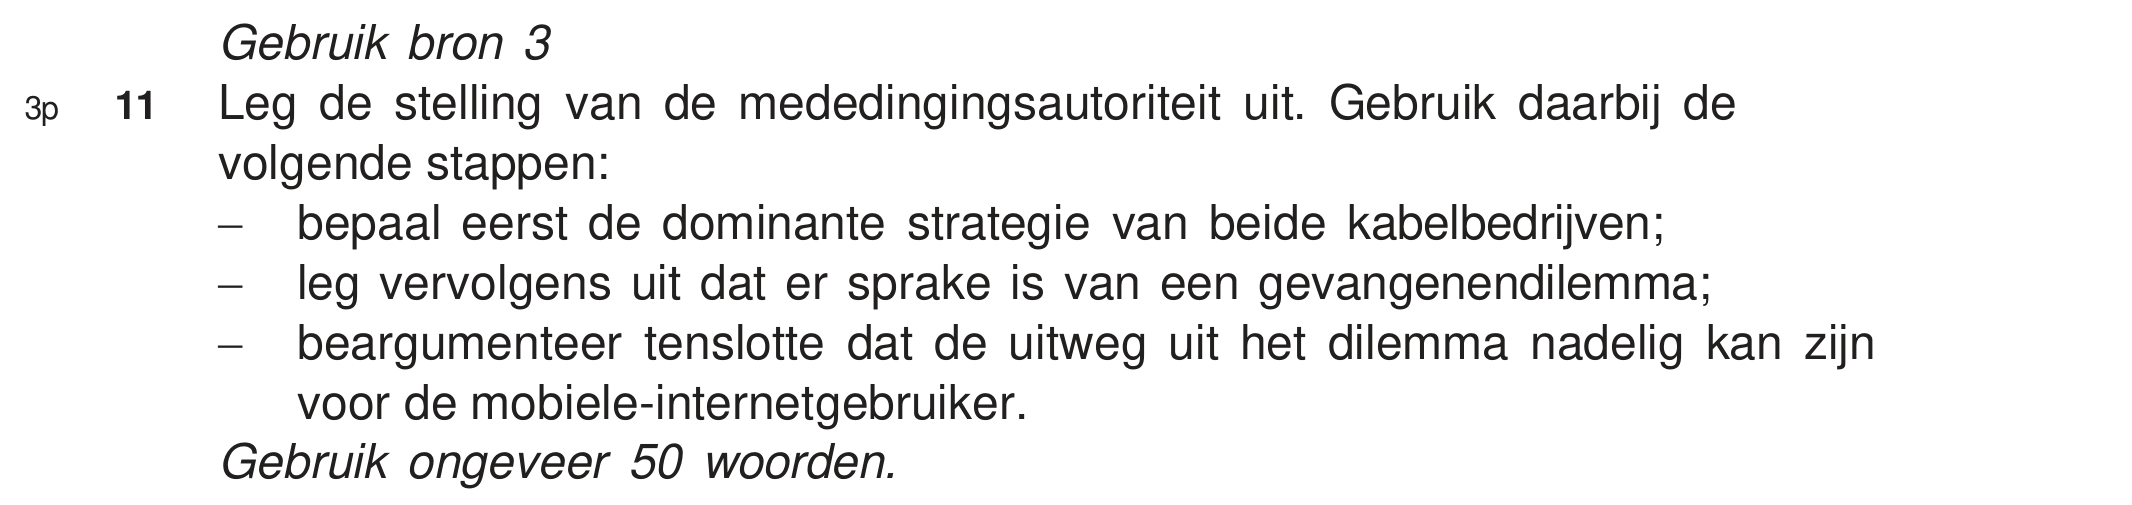 Gebruik bron 3
3p 11 Leg de stelling van de mededingingsautoriteit uit. Gebruik daarbij de
volgende stappen:
– bepaal eerst de dominante strategie van beide kabelbedrijven;
– leg vervolgens uit dat er sprake is van een gevangenendilemma;
– beargumenteer tenslotte dat de uitweg uit het dilemma nadelig kan zijn
voor de mobiele-internetgebruiker.
Gebruik ongeveer 50 woorden.